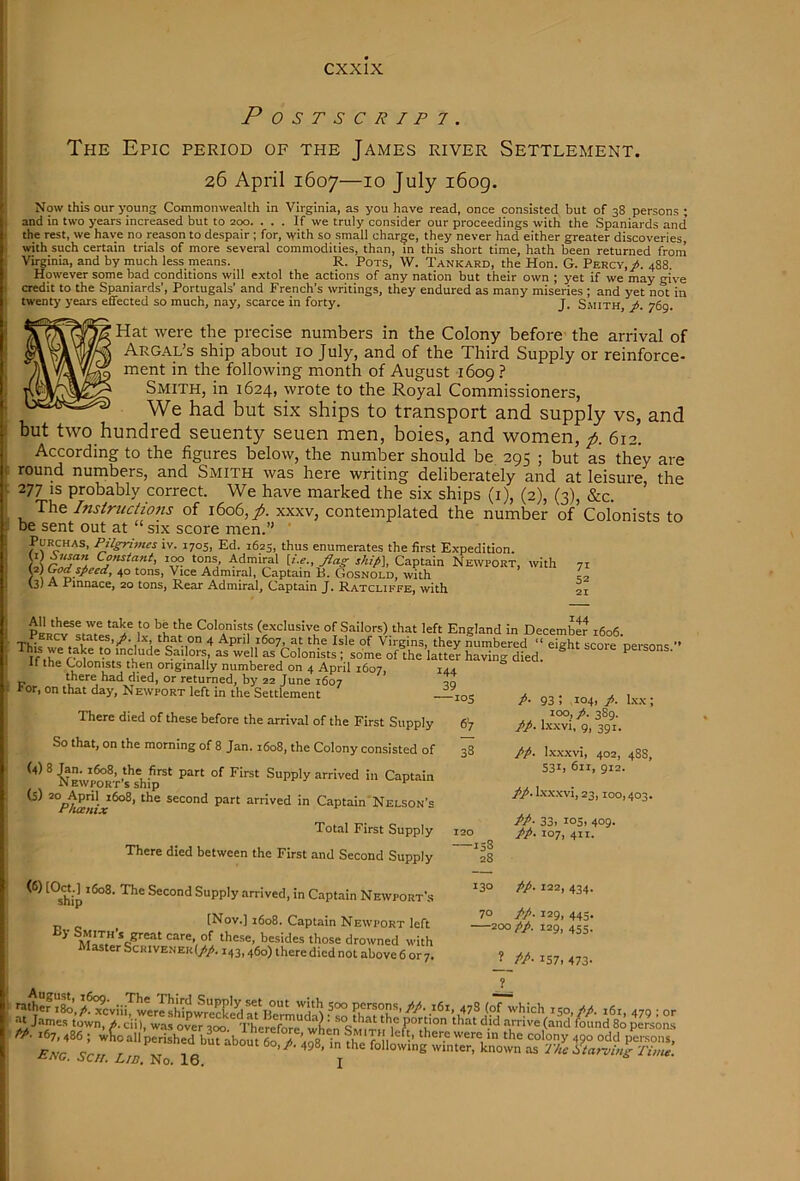 cxxix
POSTSCRIPT.
THE EPIC PERIOD OF THE JAMES RIVER SETTLEMENT.
26 April 1607—10 July 1609.
Now this our young Commonwealth in Virginia, as you have read, once consisted but of 38 persons ;
and in two years increased but to 200. . . . If we truly consider our proceedings with the Spaniards and
the rest, we have no reason to despair ; for, with so small charge, they never had either greater discoveries,
with such certain trials of more several commodities, than, in this short time, hath been returned from
Virginia, and by much less means. R. POTS, W. TANKARD, the Hon. G. PERCY, p. 488.
However some bad conditions will extol the actions of any nation but their own ; yet if we may give
credit to the Spaniards', Portugals' and French's writings, they endured as many miseries ; and yet not in
twenty years effected so much, nay, scarce in forty. J. SMITH, p. 769.
WHat were the precise numbers in the Colony before the arrival of
ARGAL'S ship about 10 July, and of the Third Supply or reinforce-
ment in the following month of August 1609 ?
SMITH, in 1624, wrote to the Royal Commissioners,
We had but six ships to transport and supply vs, and
but two hundred seuenty seuen men, boies, and women, p. 612.
According to the figures below, the number should be 295 ; but as they are
round numbers, and SMITH was here writing deliberately and at leisure, the
277 is probably correct. We have marked the six ships (1), (2), (3), &c.
The Instructions of 1606, p. xxxv, contemplated the number of Colonists to
be sent out at “ six score men.”
PURCHAS, Pilgrimes iv. 1705, Ed. 1625, thus enumerates the first Expedition.
(1) Susan Constant, 100 tons, Admiral [i.e., flag ship], Captain NEWPORT, with 71
(2) God speed, 40 tons, Vice Admiral, Captain B. GOSNOLD, with 52
(3) A Pinnace, 20 tons, Rear Admiral, Captain J. RATCLIFFE, with 21
144
All these we take to be the Colonists (exclusive of Sailors) that left England in December 1606.
PERCY states, p. lx, that on 4 April 1607, at the Isle of Virgins, they numbered “ eight score persons.”
This we take to include Sailors, as well as Colonists ; some of the latter having died.
If the Colonists then originally numbered on 4 April 1607, 144
there had died, or returned, by 22 June 1607 39
For, on that day, NEWPORT left in the Settlement —105 p. 93 ; 104, p. lxx ;
100, p. 389.
There died of these before the arrival of the First Supply 67 pp. lxxvi, 9, 391.
So that, on the morning of 8 Jan. 1608, the Colony consisted of 38 pp. lxxxvi, 402, 488,
531, 611, 912.
(4) 8 Jan. 1608, the first part of First Supply arrived in Captain
NEWPORT'S ship
(5) 20 April 1608, the second part arrived in Captain NELSON'S pp. lxxxvi, 23, 100, 403.
Phœnix
pp. 33, 105, 409.
Total First Supply 120 pp. 107, 411.
—158
There died between the First and Second Supply 28
130 pp. 122, 434.
(6) [Oct.] 1608. The Second Supply arrived, in Captain NEWPORT'S
ship 70 pp. 129, 445.
[Nov.] 1608. Captain NEWPORT left —200 pp. 129, 455.
By SMITH'S great care, of these, besides those drowned with
Master SCRIVENER (pp. 143, 460) there died not above 6 or 7. ? pp. 157, 473.
?
August, 1609. The Third Supply set out with 500 persons, pp. 161, 478 (of which 150, pp. 161, 479 ; or
rather 180, p. xcviii, were shipwrecked at Bermuda) : so that the portion that did arrive (and found 80 persons
at James town, p. cii), was over 300. Therefore, when SMITH left, there were in the colony 490 odd persons,
pp. 167, 486 ; who all perished but about 60, p. 498, in the following winter, known as The Starving Time.
ENG. SCH. LIB. No. 16. I